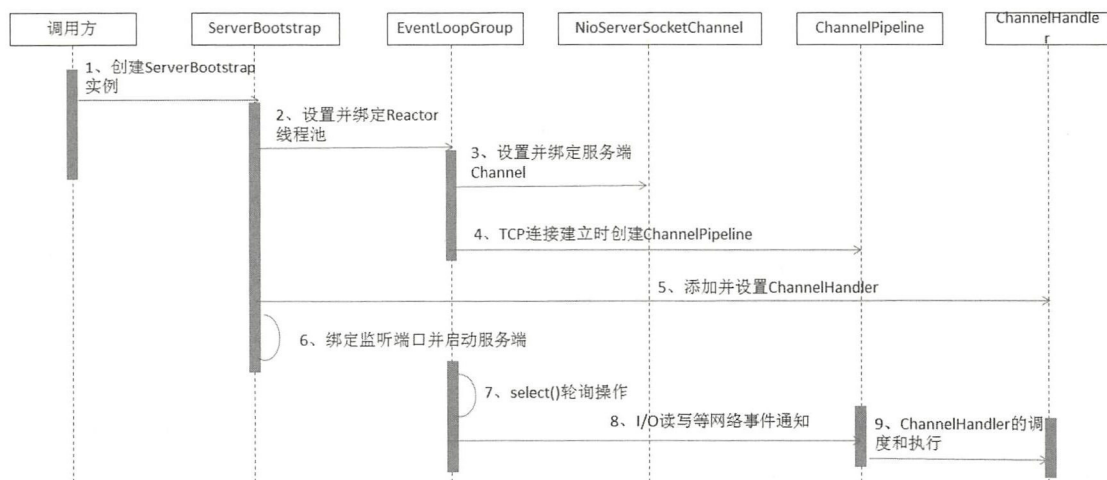 调用方
ServerBootstrap
EventLoopGroup
NioServerSocketChannel
ChannelPipeline
ChannelHandle
r
1、创建ServerBootstrap
实例
2、设置并绑定Reactor
线程池
3、设置并绑定服务端
Channel
4、TCP连接建立时创建ChannelPipeline
5、添加并设置ChannelHandler
6、绑定监听端口并启动服务端
7、select()轮询操作
8、I/O读写等网络事件通知
9、ChannelHandler的调
度和执行